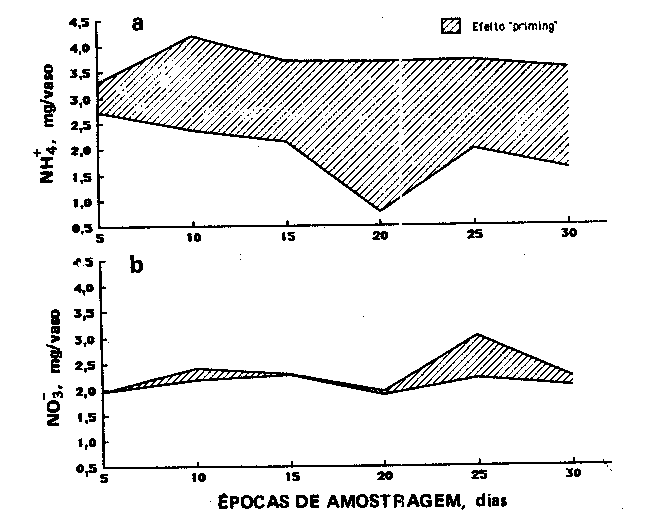 a
Efeito "priming"
NH4+, mg/vaso
4,5
4,0
3,5
3,0
2,5
2,0
1,5
1,0
0,5
5 10 15 20 25 30
b
NO3-, mg/vaso
4,5
4,0
3,5
3,0
2,5
2,0
1,5
1,0
0,5
5 10 15 20 25 30
ÉPOCAS DE AMOSTRAGEM, dias